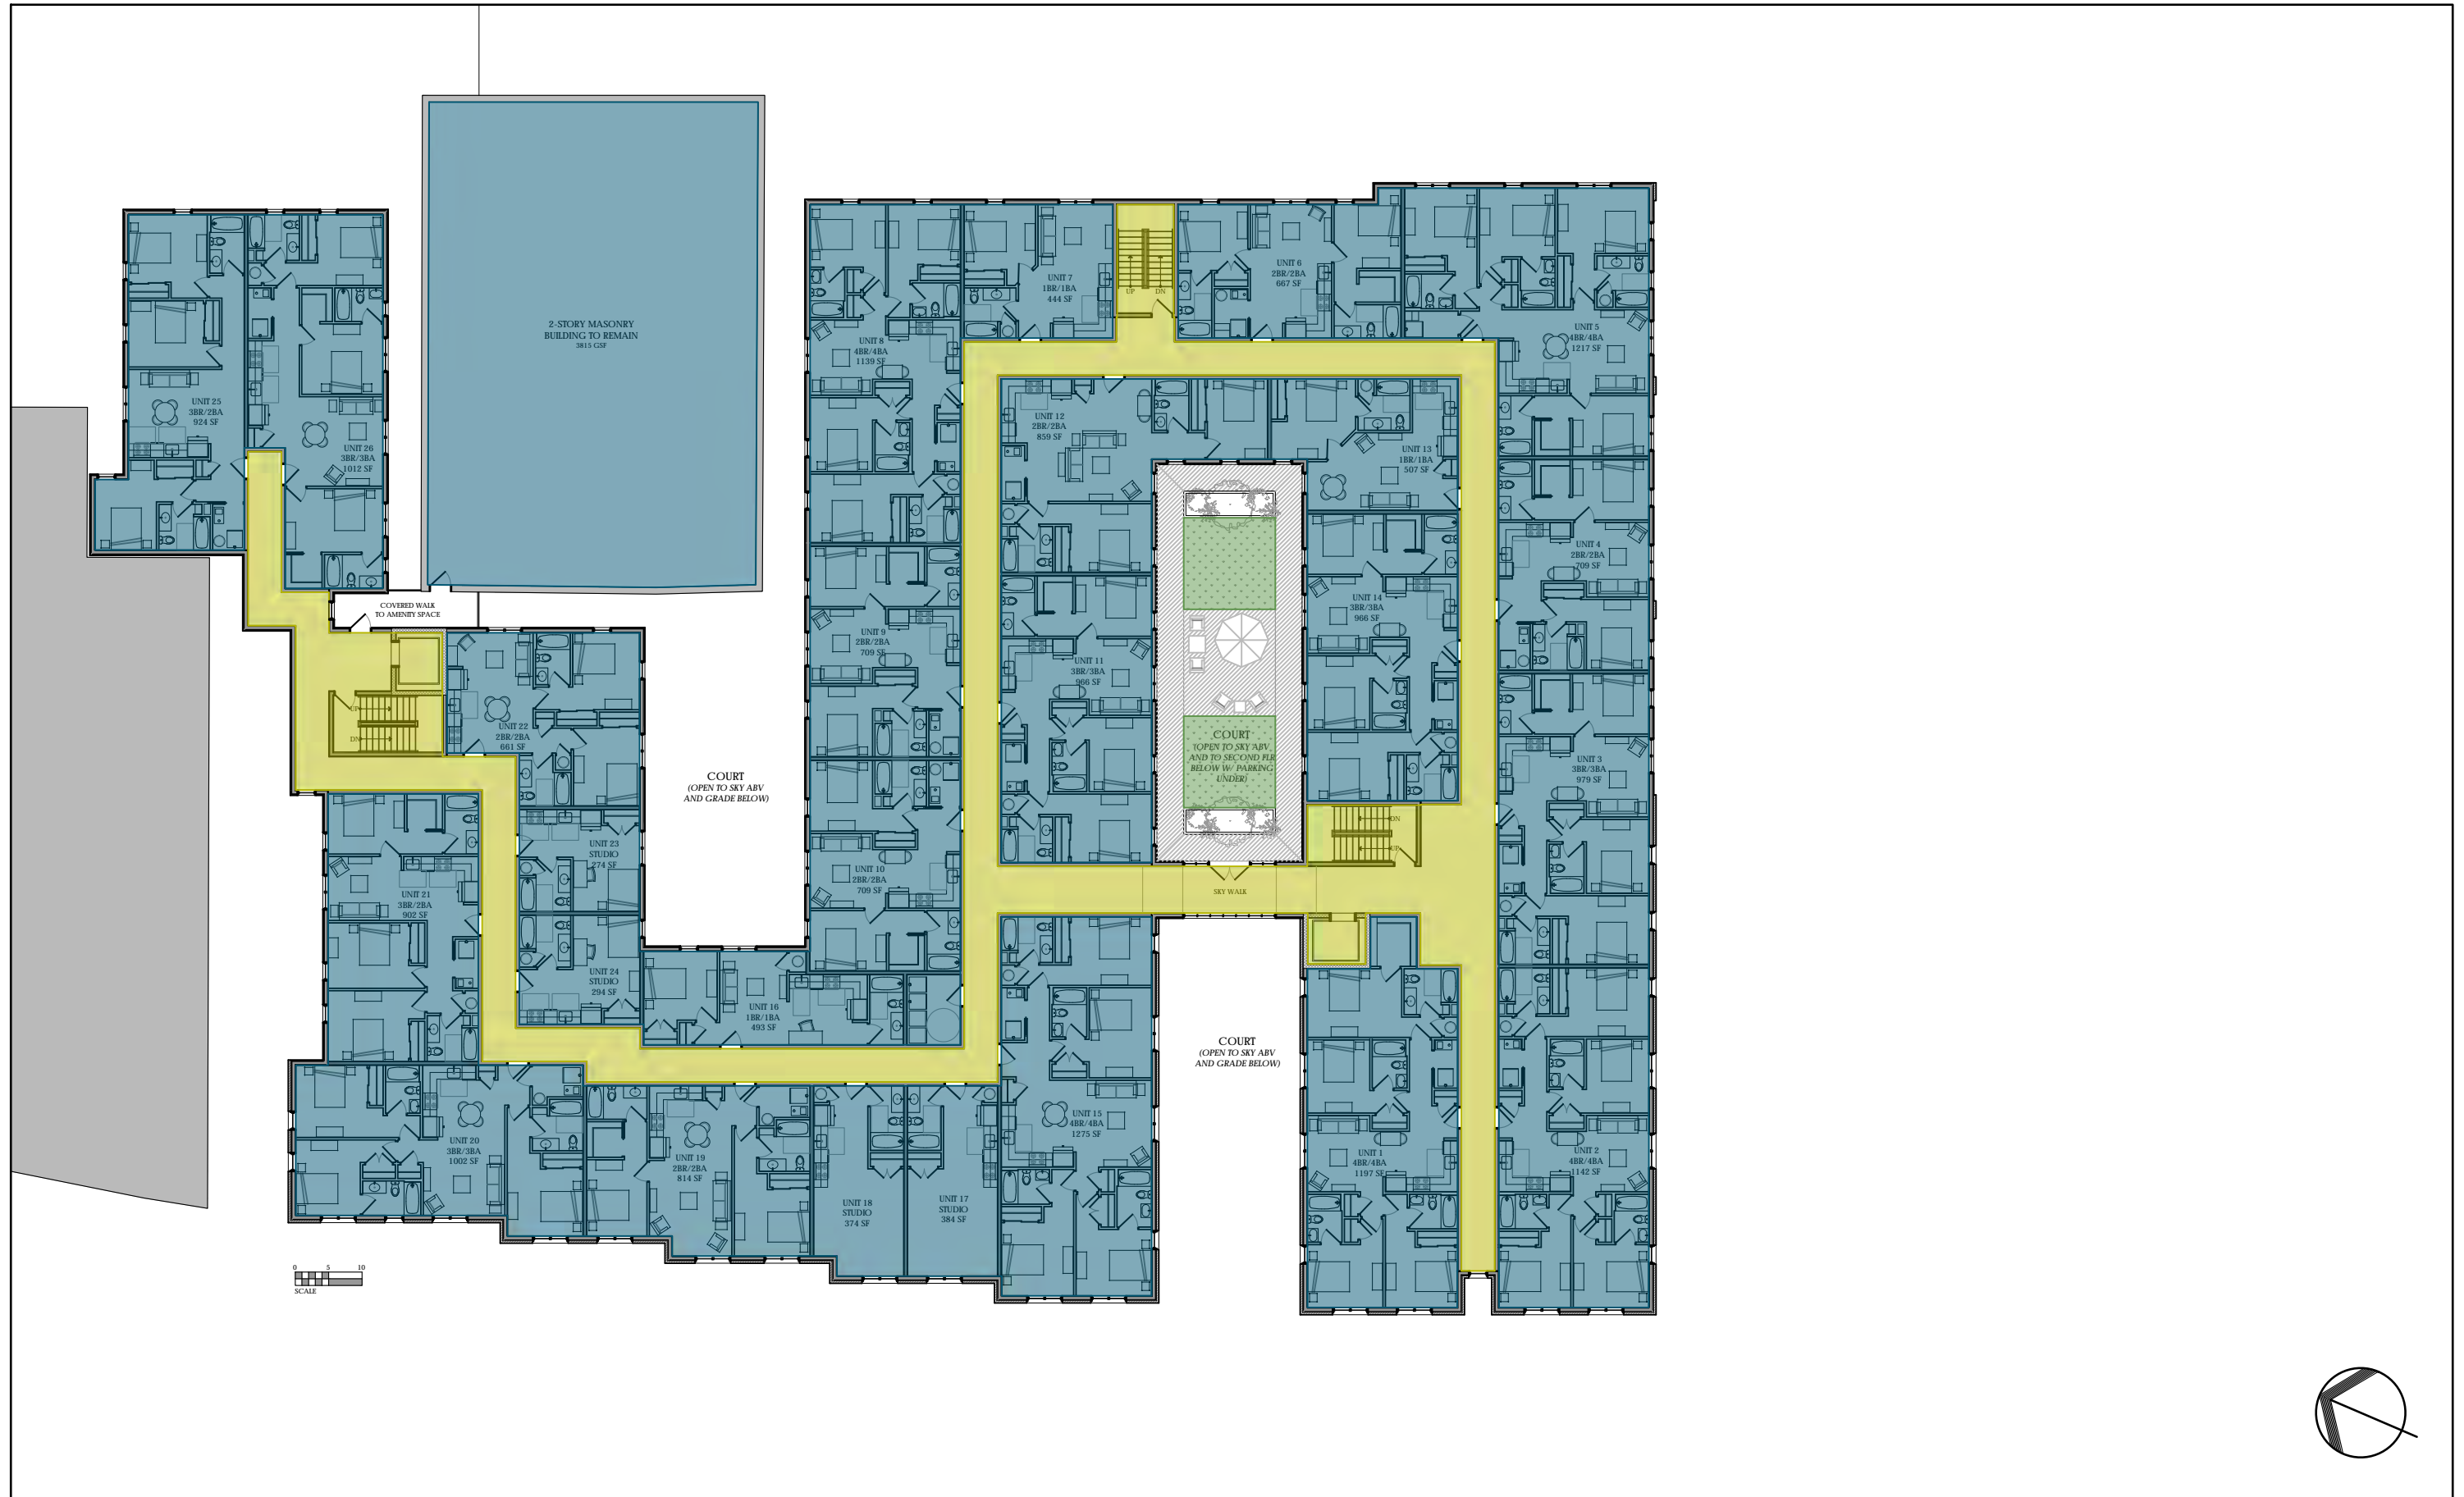 2-STORY MASONRY
BUILDING TO REMAIN
3815 GSF
UNIT 25
3BR/2BA
924 SF
UNIT 26
3BR/3BA
1012 SF
COVERED WALK
TO AMENITY SPACE
UP
DN
UNIT 22
2BR/2BA
661 SF
UNIT 23
STUDIO
274 SF
UNIT 24
STUDIO
294 SF
UNIT 21
3BR/2BA
902 SF
UNIT 20
3BR/3BA
1002 SF
UNIT 19
2BR/2BA
814 SF
UNIT 18
STUDIO
374 SF
UNIT 17
STUDIO
384 SF
UNIT 16
1BR/1BA
493 SF
COURT
(OPEN TO SKY ABV
AND GRADE BELOW)
UNIT 7
1BR/1BA
444 SF
UP
DN
UNIT 6
2BR/2BA
667 SF
UNIT 5
4BR/4BA
1217 SF
UNIT 8
4BR/4BA
1139 SF
UNIT 12
2BR/2BA
859 SF
UNIT 13
1BR/1BA
507 SF
UNIT 4
2BR/2BA
709 SF
UNIT 14
3BR/3BA
966 SF
UNIT 9
2BR/2BA
709 SF
UNIT 11
3BR/3BA
966 SF
COURT
(OPEN TO SKY ABV
AND TO SECOND FLR
BELOW W/ PARKING
UNDER)
UNIT 3
3BR/3BA
979 SF
DN
UP
UNIT 10
2BR/2BA
709 SF
SKY WALK
COURT
(OPEN TO SKY ABV
AND GRADE BELOW)
UNIT 15
4BR/4BA
1275 SF
UNIT 1
4BR/4BA
1197 SF
UNIT 2
4BR/4BA
1142 SF
0 5 10
SCALE